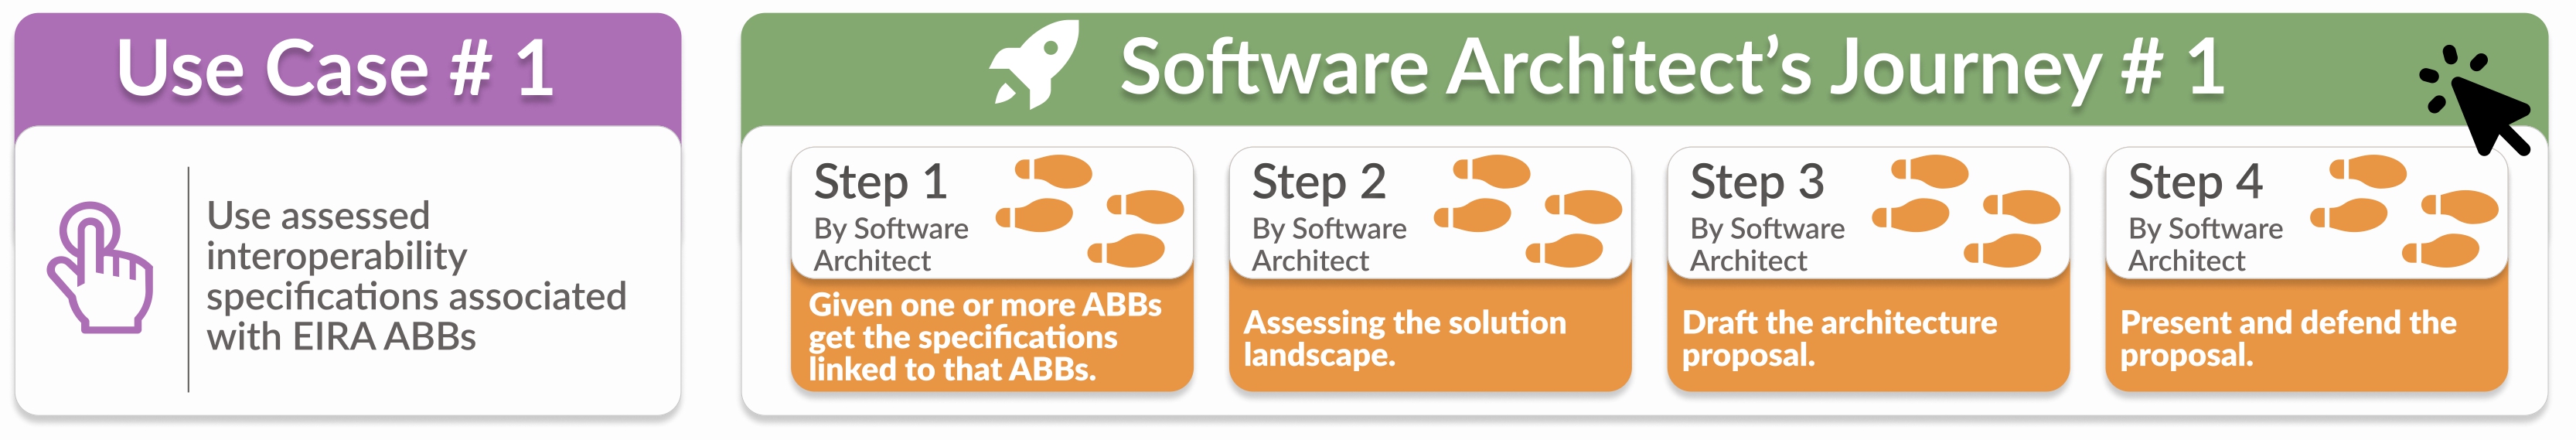 Use Case # 1
Use assessed
interoperability
specifications associated
with EIRA ABBs
Software Architect’s Journey # 1
Step 1
By Software
Architect
Given one or more ABBs
get the specifications
linked to that ABBs.
Step 2
By Software
Architect
Assessing the solution
landscape.
Step 3
By Software
Architect
Draft the architecture
proposal.
Step 4
By Software
Architect
Present and defend the
proposal.